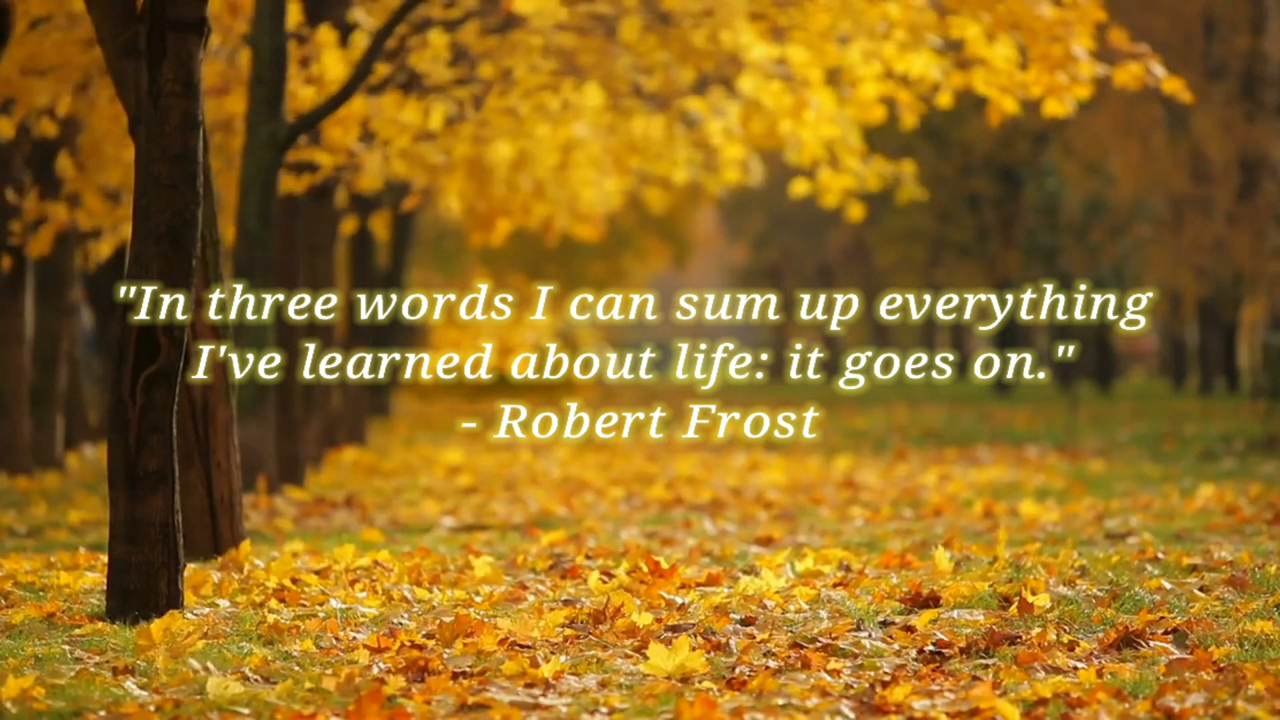 "In three words I can sum up everything
I've learned about life: it goes on."
- Robert Frost